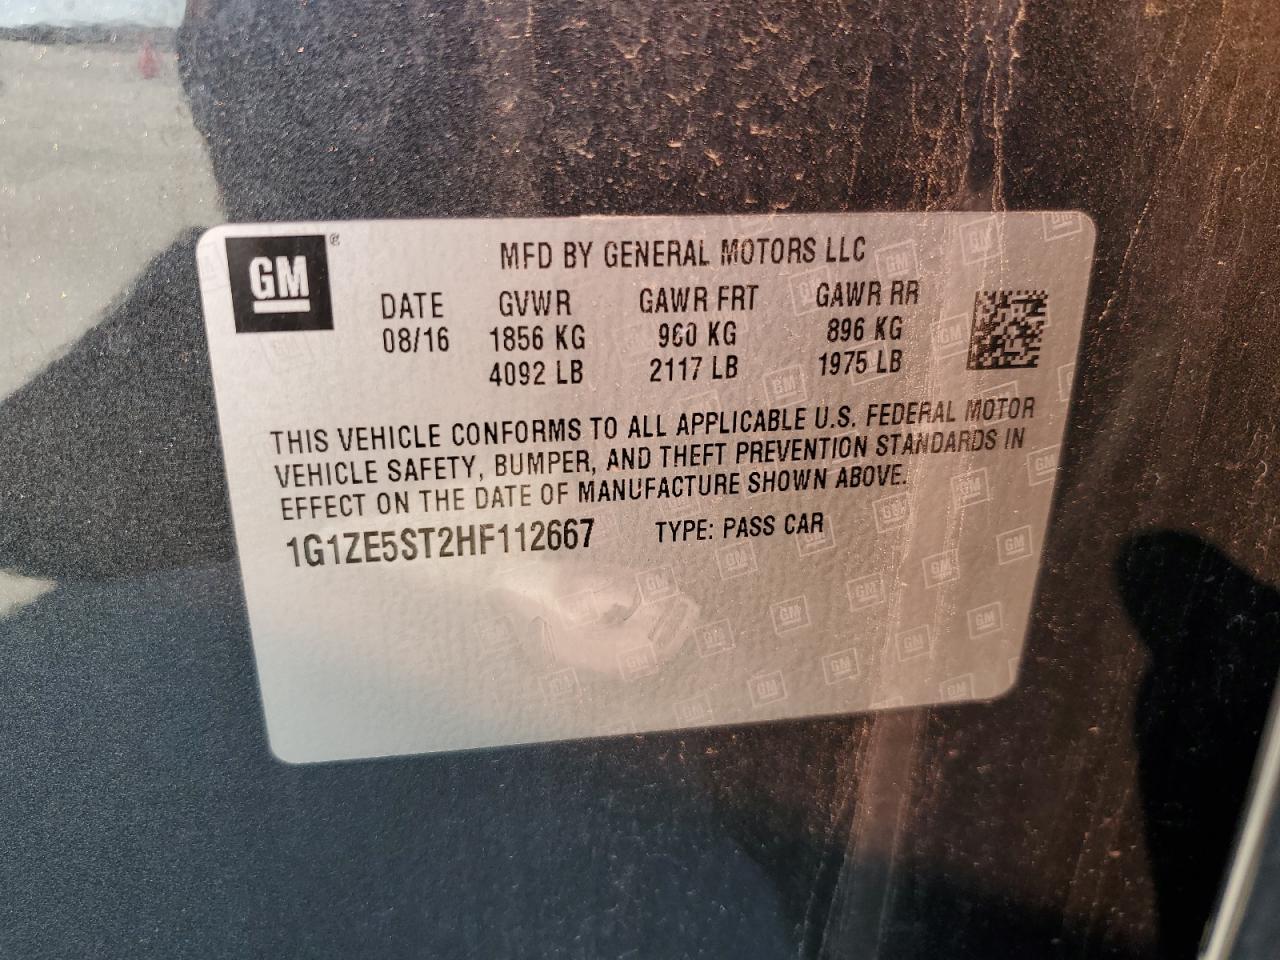 GM®
MFD BY GENERAL MOTORS LLC
DATE GVWR GAWR FRT GAWR RR
08/16 1856 KG 960 KG 896 KG
4092 LB 2117 LB 1975 LB
THIS VEHICLE CONFORMS TO ALL APPLICABLE U.S. FEDERAL MOTOR
VEHICLE SAFETY, BUMPER, AND THEFT PREVENTION STANDARDS IN
EFFECT ON THE DATE OF MANUFACTURE SHOWN ABOVE.
1G1ZE5ST2HF112667 TYPE: PASS CAR